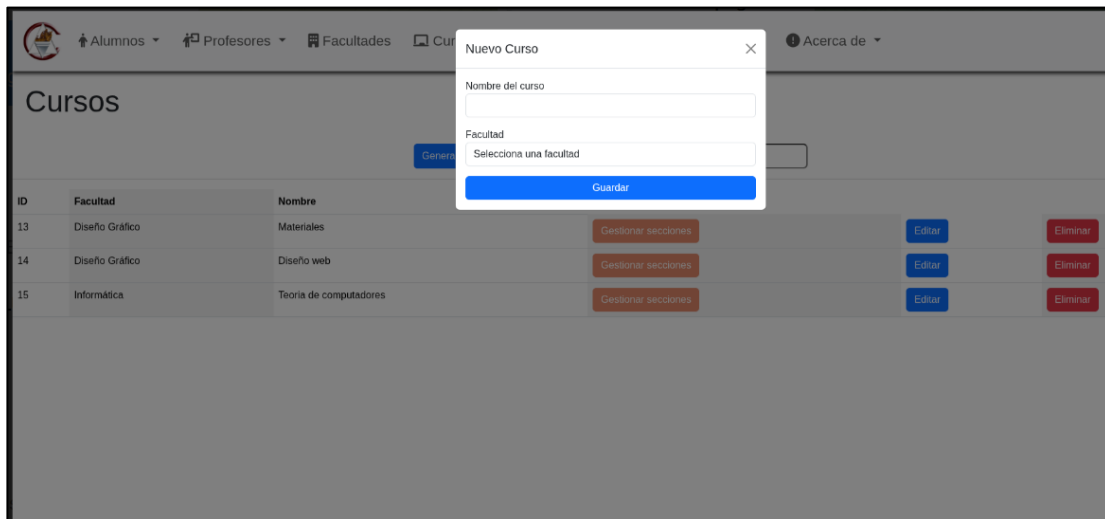 Alumnos Profesores Facultades Cur Acerca de
Nuevo Curso
Nombre del curso
Cursos
Facultad
Selecciona una facultad
Genera
Guardar
ID Facultad Nombre
13 Diseño Gráfico Materiales Gestionar secciones Editar Eliminar
14 Diseño Gráfico Diseño web Gestionar secciones Editar Eliminar
15 Informática Teoria de computadores Gestionar secciones Editar Eliminar